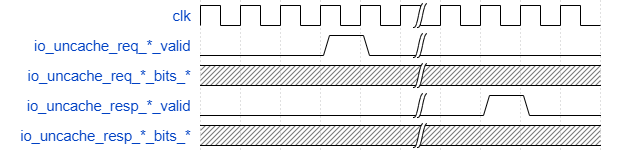 clk
io_uncache_req_*_valid
io_uncache_req_*_bits_*
io_uncache_resp_*_valid
io_uncache_resp_*_bits_*